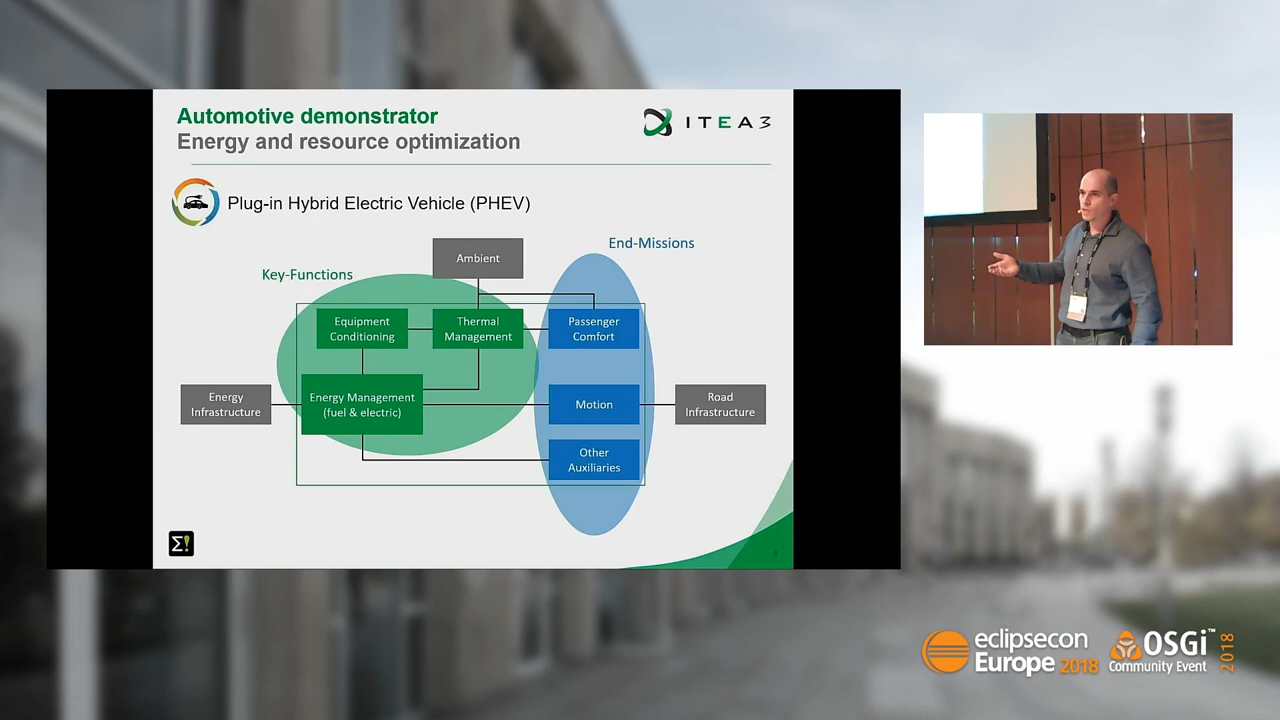 Automotive demonstrator
Energy and resource optimization
ITEA3
Plug-in Hybrid Electric Vehicle (PHEV)
End-Missions
Ambient
Key-Functions
Equipment
Conditioning
Thermal
Management
Passenger
Comfort
Energy
Infrastructure
Energy Management
(fuel & electric)
Motion
Road
Infrastructure
Other
Auxiliaries
Σ!
6
eclipsecon
Europe 2018
OSGi™
Community Event
2018